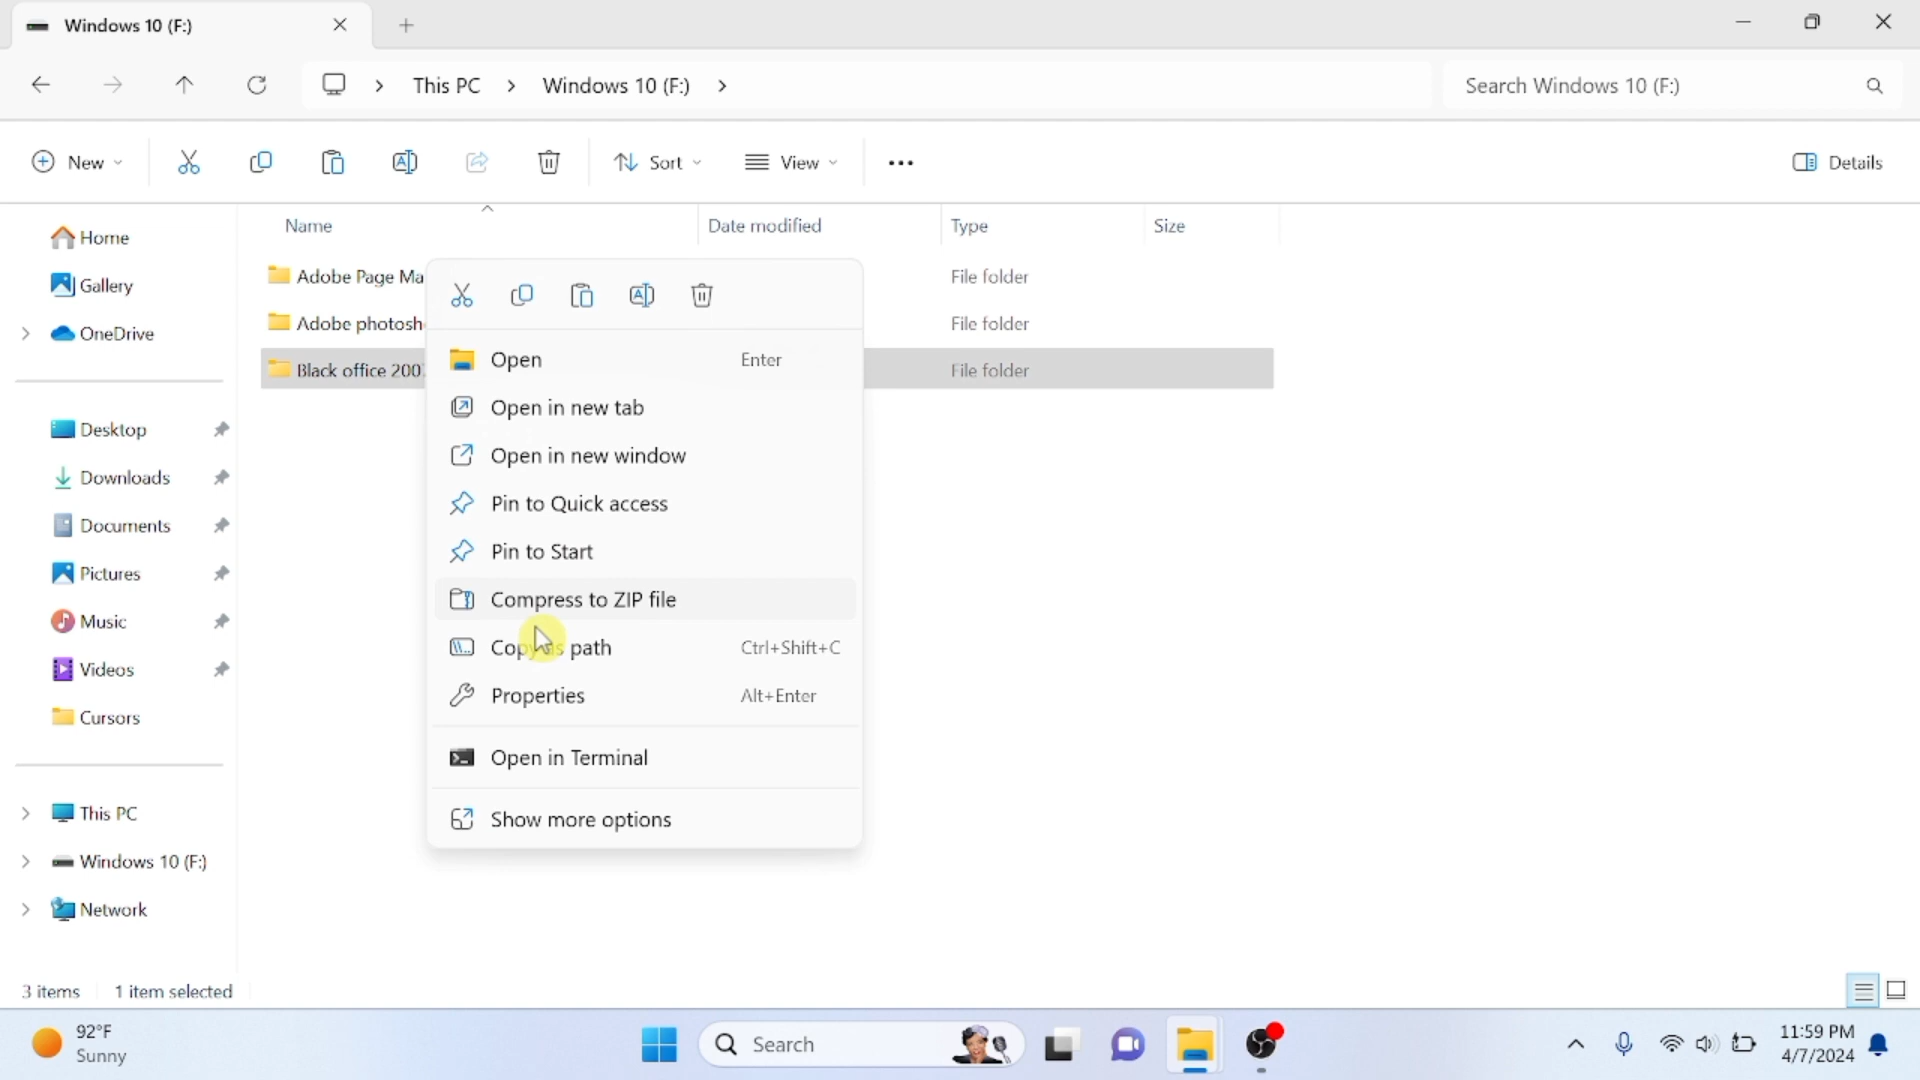 Windows 10 (F:)
This PC > Windows 10 (F:) >
Search Windows 10 (F:)
New
Sort
View
Details
Name
Date modified
Type
Size
Home
Gallery
OneDrive
Desktop
Downloads
Documents
Pictures
Music
Videos
Cursors
This PC
Windows 10 (F:)
Network
Adobe Page Ma
File folder
Adobe photosh
File folder
Black office 200
File folder
Open Enter
Open in new tab
Open in new window
Pin to Quick access
Pin to Start
Compress to ZIP file
Copy as path Ctrl+Shift+C
Properties Alt+Enter
Open in Terminal
Show more options
3 items 1 item selected
92°F
Sunny
Search
11:59 PM
4/7/2024